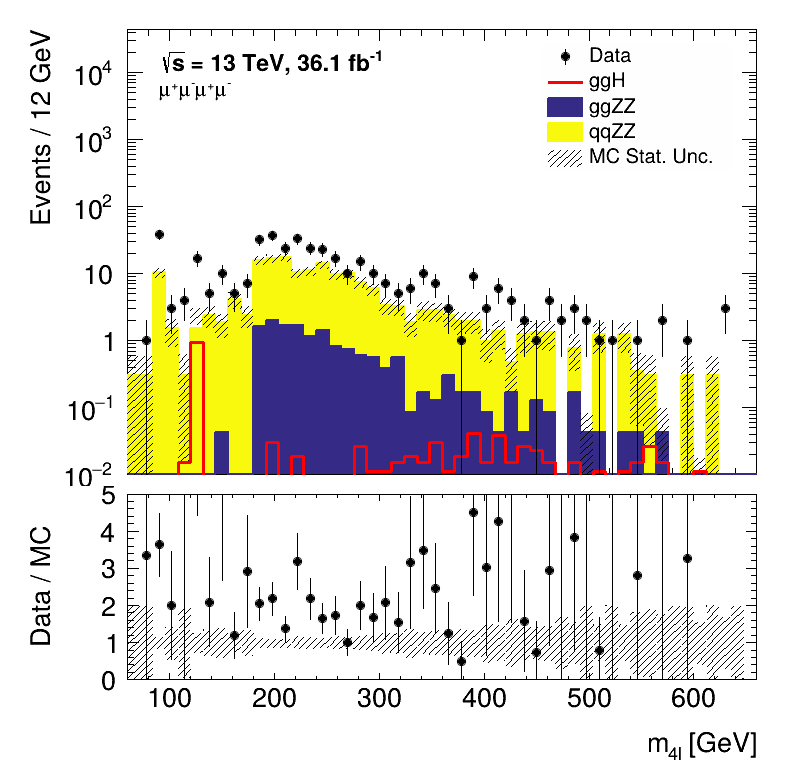 Events / 12 GeV
10⁴
10³
10²
10
1
10⁻¹
10⁻²
√s = 13 TeV, 36.1 fb⁻¹
μ⁺μ⁻μ⁺μ⁻
Data
ggH
ggZZ
qqZZ
MC Stat. Unc.
Data / MC
5
4
3
2
1
0
100 200 300 400 500 600
m₄ₗ [GeV]